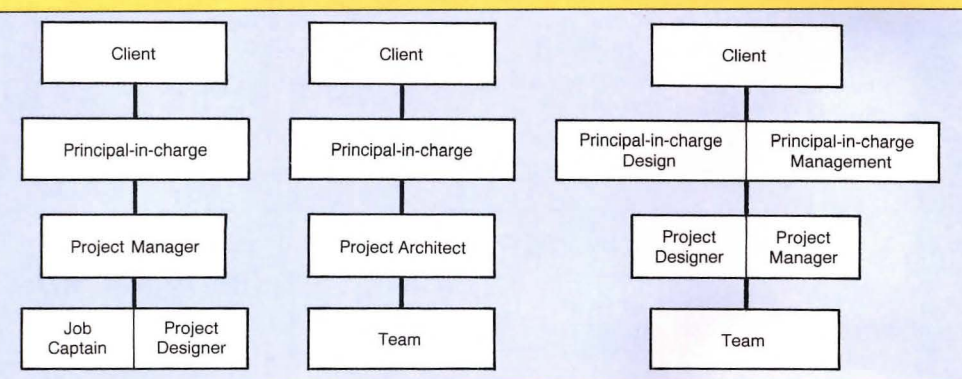 Client
Principal-in-charge
Project Manager
Job
Captain
Project
Designer
Client
Principal-in-charge
Project Architect
Team
Client
Principal-in-charge
Design
Principal-in-charge
Management
Project
Designer
Project
Manager
Team